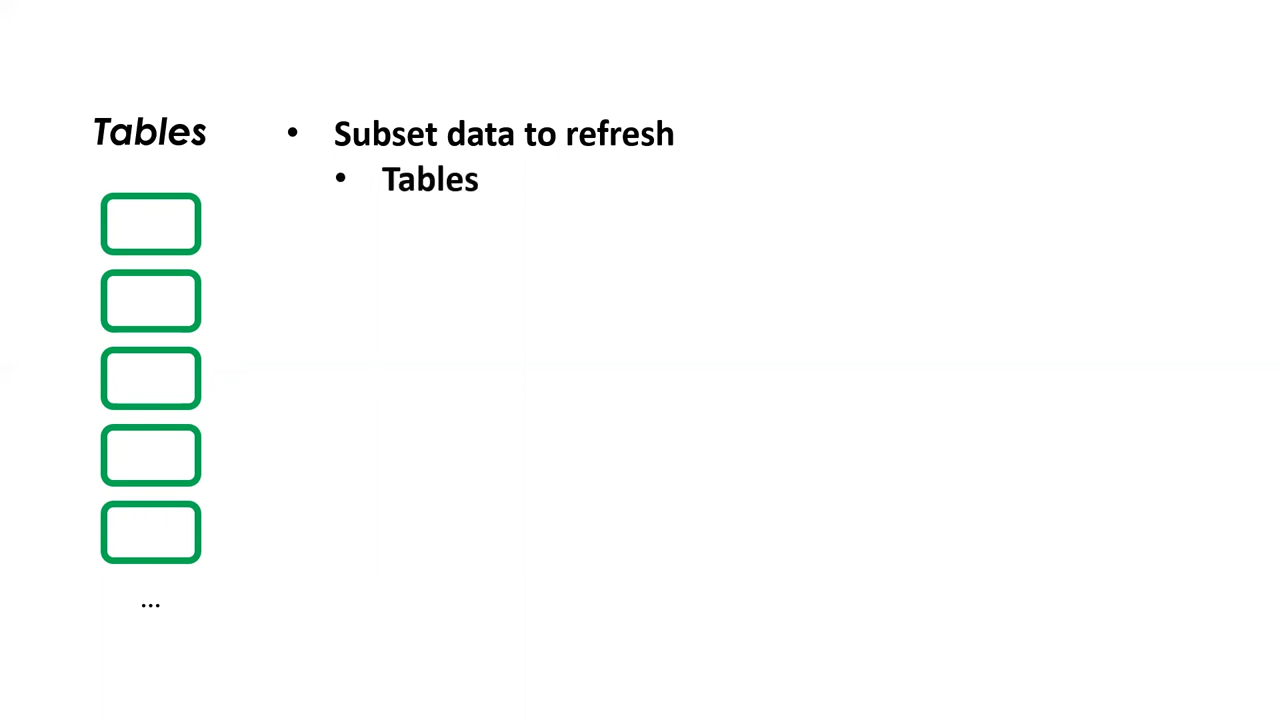 Tables
• Subset data to refresh
• Tables
...